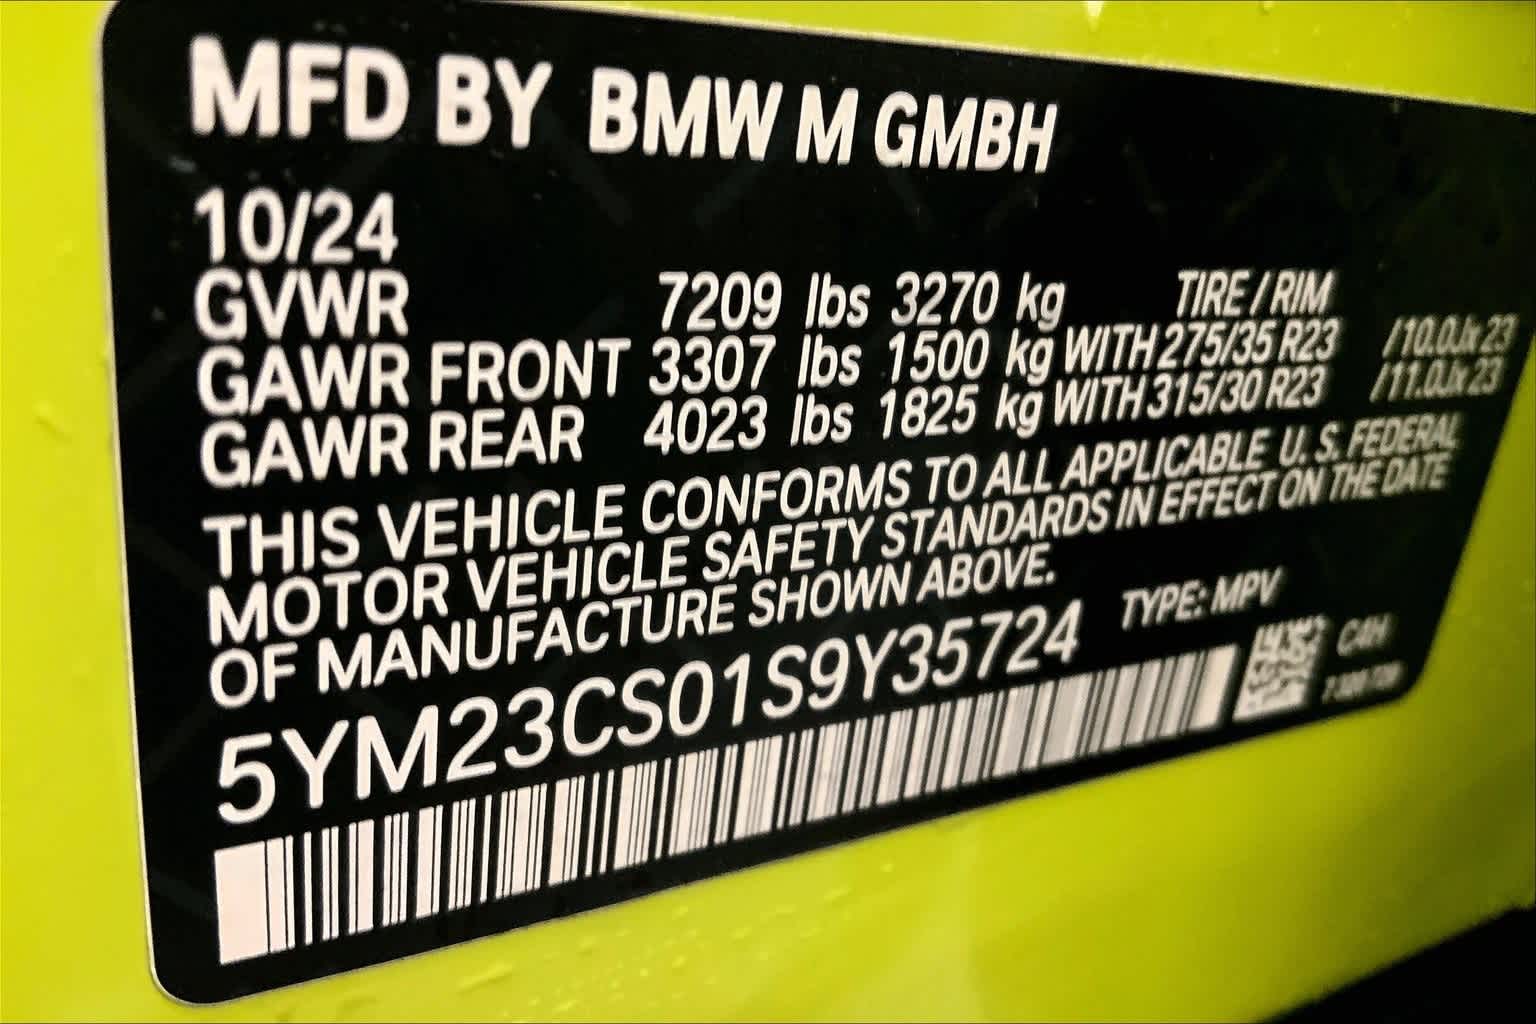 MFD BY BMW M GMBH
10/24
GVWR 7209 lbs 3270 kg TIRE / RIM
GAWR FRONT 3307 lbs 1500 kg WITH 275/35 R23 /10.0Jx 23
GAWR REAR 4023 lbs 1825 kg WITH 315/30 R23 /11.0Jx 23
THIS VEHICLE CONFORMS TO ALL APPLICABLE U. S. FEDERAL
MOTOR VEHICLE SAFETY STANDARDS IN EFFECT ON THE DATE
OF MANUFACTURE SHOWN ABOVE.
5YM23CS01S9Y35724 TYPE: MPV
C4H